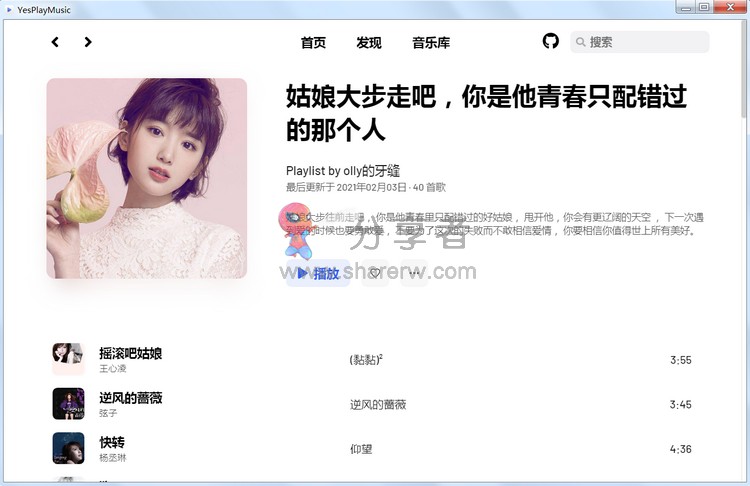 YesPlayMusic
首页 发现 音乐库 搜索
姑娘大步走吧，你是他青春只配错过
的那个人
Playlist by olly的牙缝
最后更新于 2021年02月03日 · 40 首歌
姑娘大步往前走吧，你是他青春里只配错过的好姑娘，甩开他，你会有更辽阔的天空，下一次遇
到爱的时候也要勇敢爱，不要为了这次的失败而不敢相信爱情，你要相信你值得世上所有美好。
分享者
www.sharerw.com
播放
摇滚吧姑娘 (黏黏)² 3:55
王心凌
逆风的蔷薇 逆风的蔷薇 3:45
弦子
快转 仰望 4:36
杨丞琳